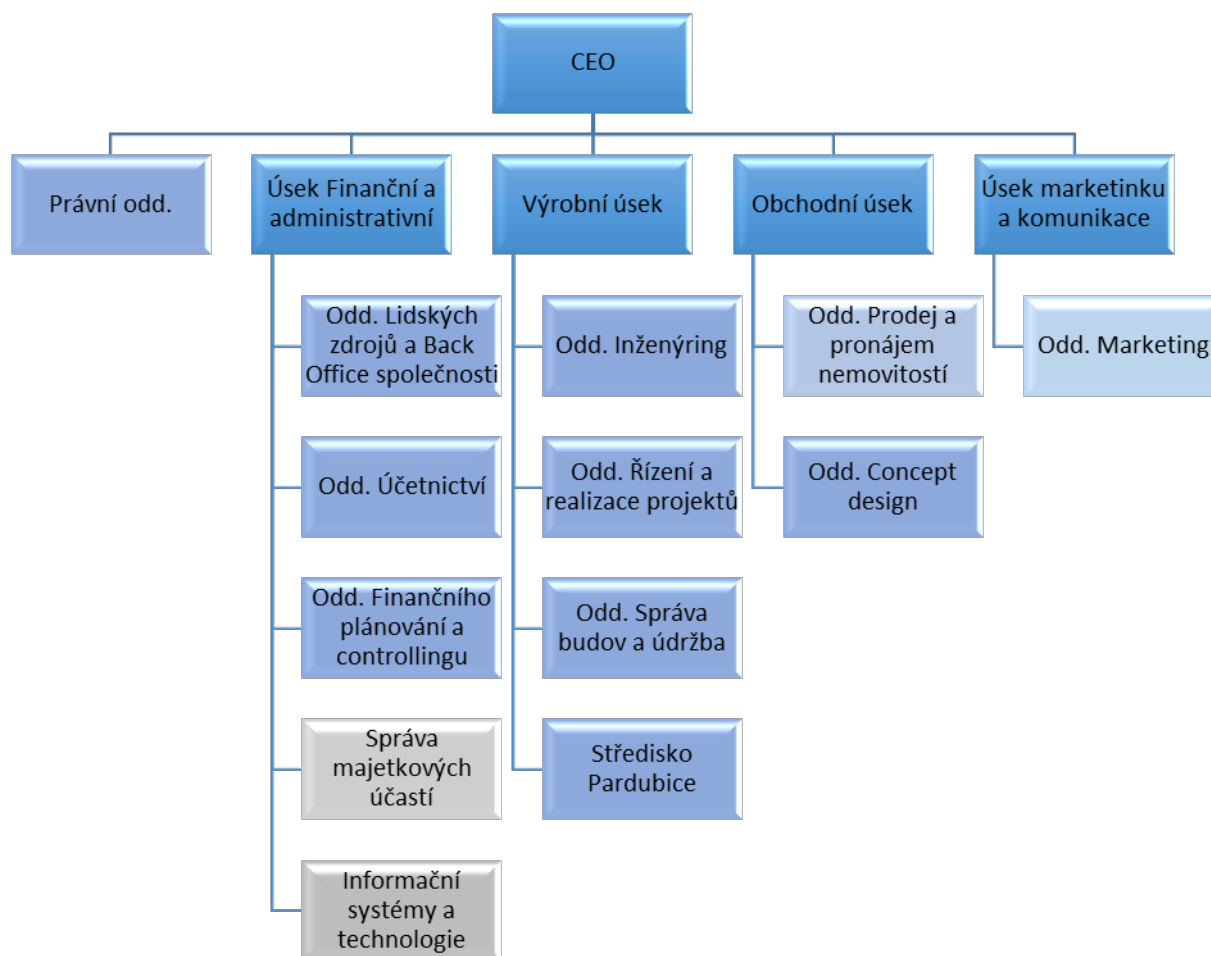 CEO
Právní odd.
Úsek Finanční a
administrativní
Výrobní úsek
Obchodní úsek
Úsek marketinku
a komunikace
Odd. Lidských
zdrojů a Back
Office společnosti
Odd. Inženýring
Odd. Prodej a
pronájem
nemovitostí
Odd. Marketing
Odd. Účetnictví
Odd. Řízení a
realizace projektů
Odd. Concept
design
Odd. Finančního
plánování a
controllingu
Odd. Správa
budov a údržba
Správa
majetkových
účastí
Středisko
Pardubice
Informační
systémy a
technologie